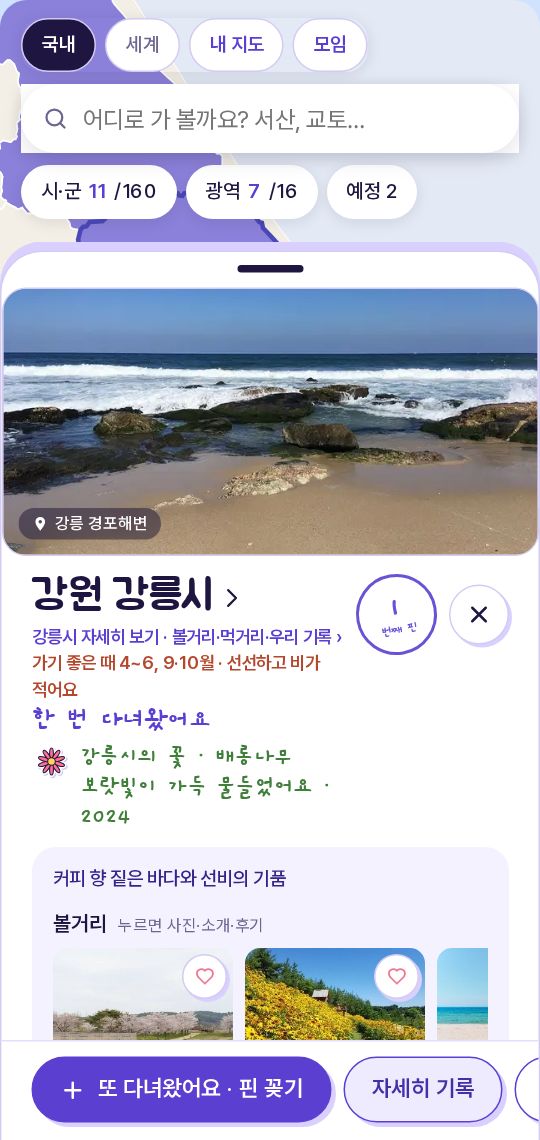 국내 세계 내 지도 모임
어디로 가 볼까요? 서산, 교토...
시·군 11 /160 광역 7 /16 예정 2
강릉 경포해변
강원 강릉시 ›
1
번째 핀
강릉시 자세히 보기 · 볼거리·먹거리·우리 기록 ›
가기 좋은 때 4~6, 9·10월 · 선선하고 비가
적어요
한 번 다녀왔어요
강릉시의 꽃 · 배롱나무
보랏빛이 가득 물들었어요 ·
2024
커피 향 짙은 바다와 선비의 기품
볼거리 누르면 사진·소개·후기
+ 또 다녀왔어요 · 핀 꽂기 자세히 기록